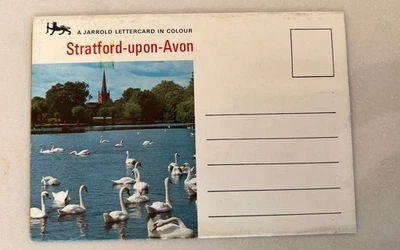 A JARROLD LETTERCARD IN COLOUR
Stratford-upon-Avon